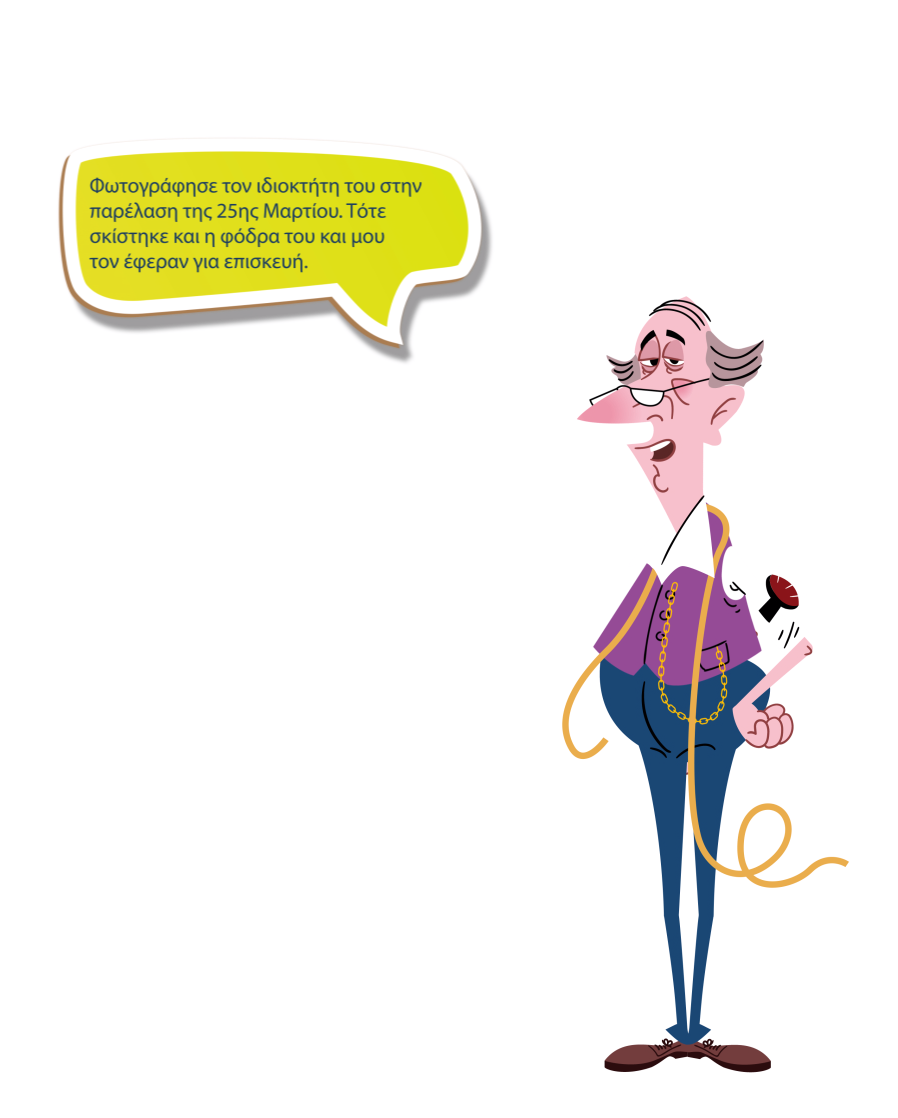 Φωτογράφησε τον ιδιοκτήτη του στην
παρέλαση της 25ης Μαρτίου. Τότε
σκίστηκε και η φόδρα του και μου
τον έφεραν για επισκευή.